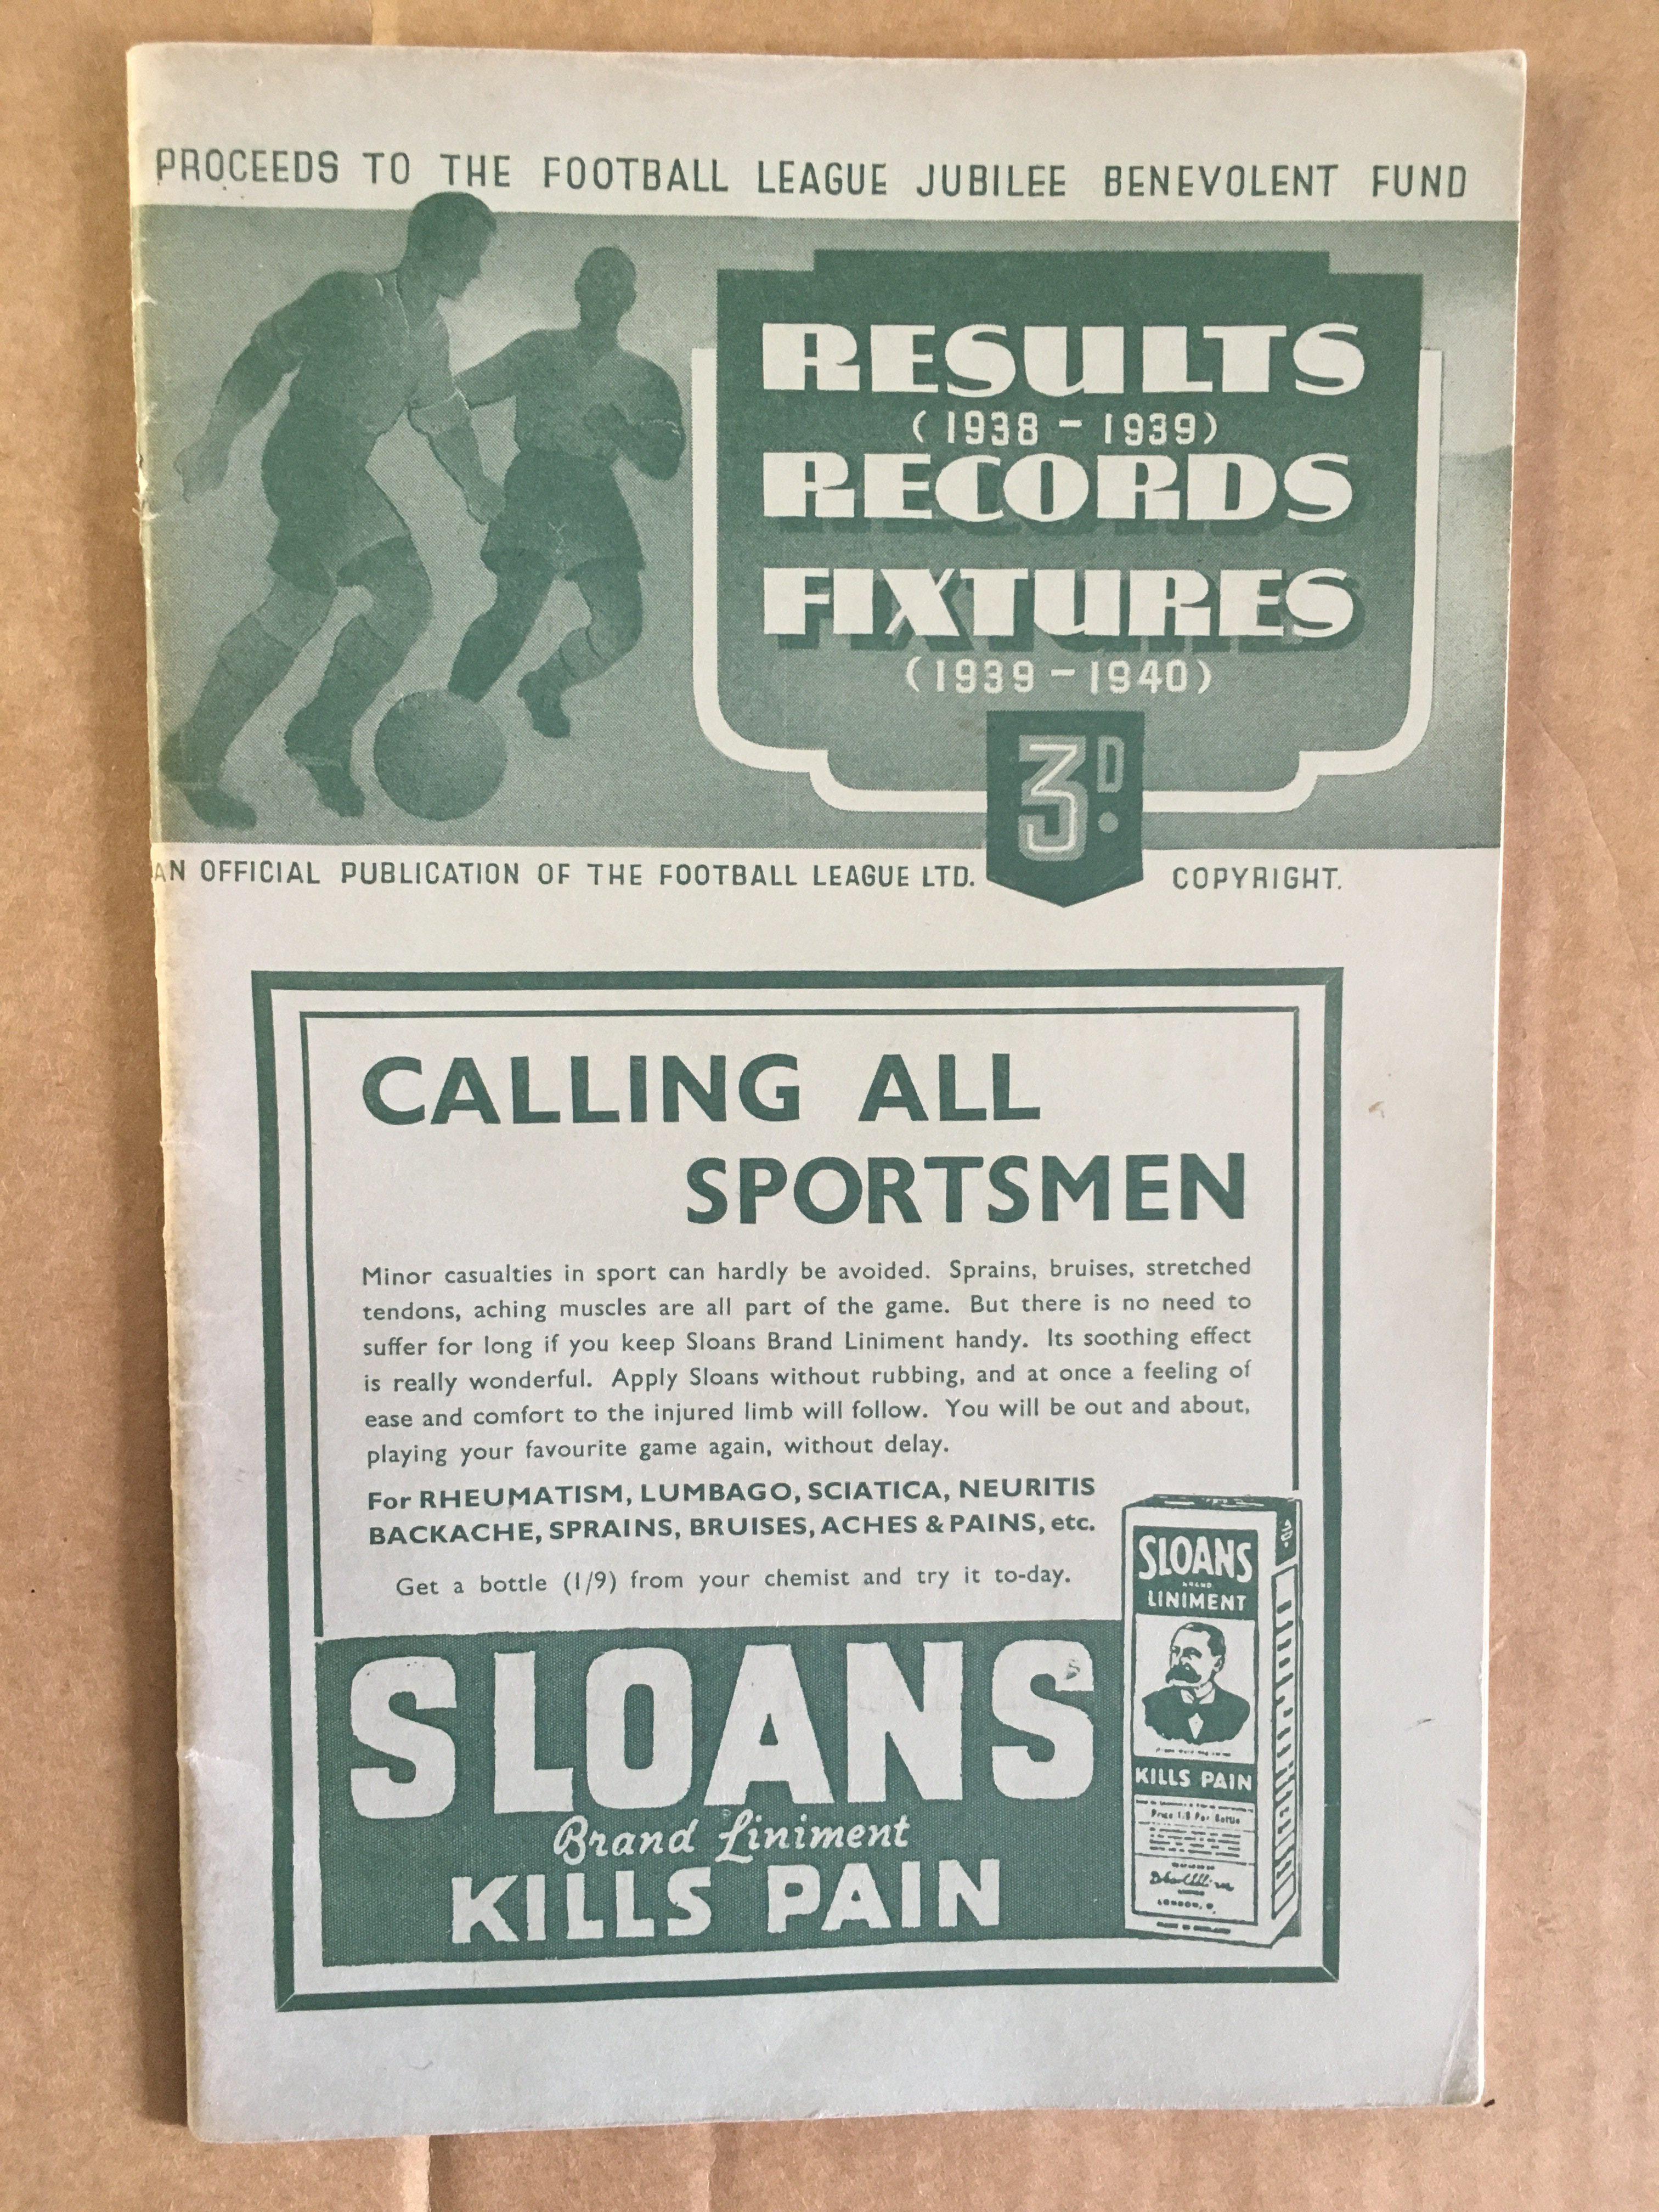 PROCEEDS TO THE FOOTBALL LEAGUE JUBILEE BENEVOLENT FUND
RESULTS
(1938 - 1939)
RECORDS
FIXTURES
(1939 - 1940)
3D.
AN OFFICIAL PUBLICATION OF THE FOOTBALL LEAGUE LTD. COPYRIGHT.
CALLING ALL
SPORTSMEN
Minor casualties in sport can hardly be avoided. Sprains, bruises, stretched
tendons, aching muscles are all part of the game. But there is no need to
suffer for long if you keep Sloans Brand Liniment handy. Its soothing effect
is really wonderful. Apply Sloans without rubbing, and at once a feeling of
ease and comfort to the injured limb will follow. You will be out and about,
playing your favourite game again, without delay.
For RHEUMATISM, LUMBAGO, SCIATICA, NEURITIS
BACKACHE, SPRAINS, BRUISES, ACHES & PAINS, etc.
Get a bottle (1/9) from your chemist and try it to-day.
SLOANS
Brand Liniment
KILLS PAIN
SLOANS
BRAND
LINIMENT
KILLS PAIN
Per Bottle
LONDON,